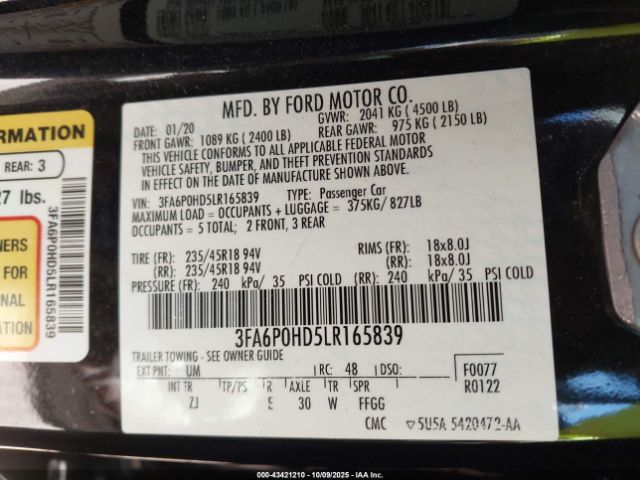 MFD. BY FORD MOTOR CO.
DATE: 01/20 GVWR: 2041 KG ( 4500 LB)
FRONT GAWR: 1089 KG ( 2400 LB) REAR GAWR: 975 KG ( 2150 LB)
THIS VEHICLE CONFORMS TO ALL APPLICABLE FEDERAL MOTOR
VEHICLE SAFETY, BUMPER, AND THEFT PREVENTION STANDARDS
IN EFFECT ON THE DATE OF MANUFACTURE SHOWN ABOVE.
VIN: 3FA6P0HD5LR165839 TYPE: Passenger Car
MAXIMUM LOAD = OCCUPANTS + LUGGAGE = 375KG/ 827LB
OCCUPANTS = 5 TOTAL; 2 FRONT, 3 REAR
TIRE (FR): 235/45R18 94V RIMS (FR): 18x8.0J
(RR): 235/45R18 94V (RR): 18x8.0J
PRESSURE (FR): 240 kPa/ 35 PSI COLD (RR): 240 kPa/ 35 PSI COLD
3FA6P0HD5LR165839
TRAILER TOWING - SEE OWNER GUIDE
EXT PNT: UM RC: 48 DSO: F0077
R0122
INT TR TP/PS R AXLE TR SPR
ZJ E 30 W FFGG
CMC 5U5A 5420472-AA
ORMATION
REAR: 3
27 lbs.
NERS
FOR
NAL
TION
3FA6P0HD5LR165839
000-43421210 - 10/09/2025 - IAA, Inc.